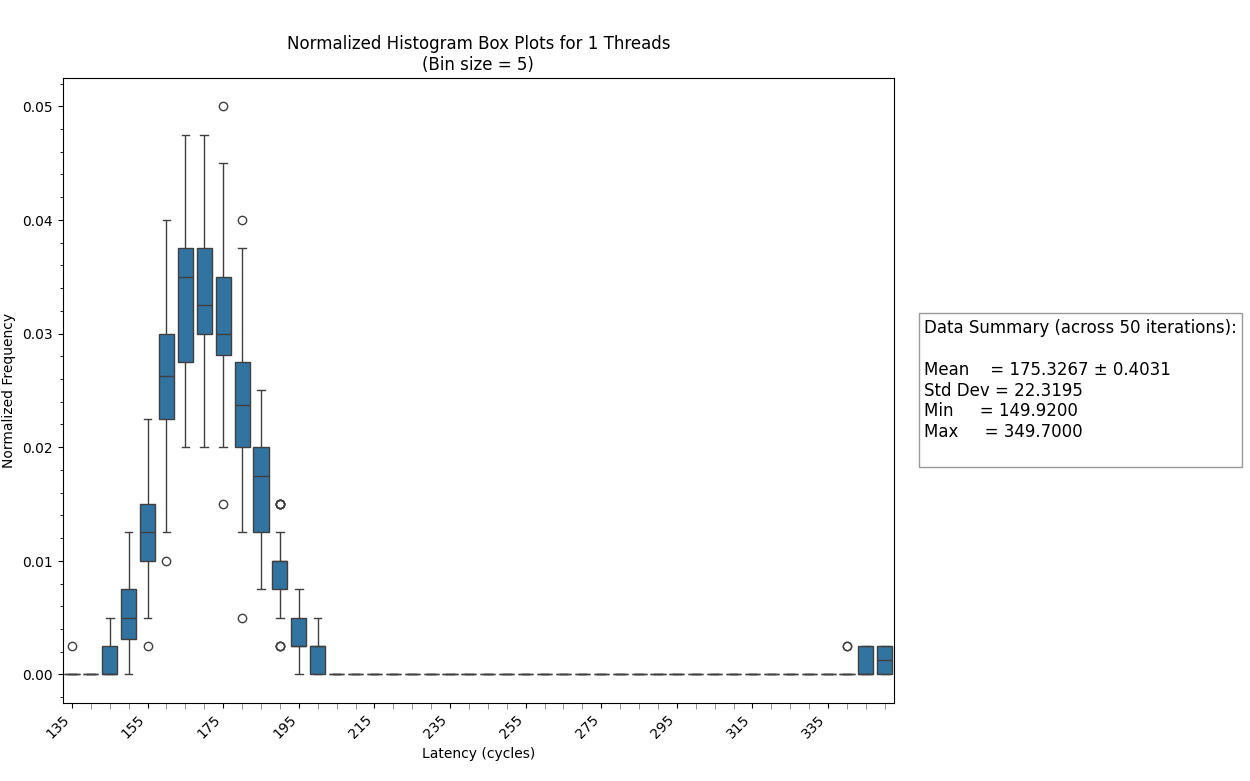 Normalized Histogram Box Plots for 1 Threads
(Bin size = 5)
0.05
0.04
0.03
0.02
0.01
0.00
Normalized Frequency
135
155
175
195
215
235
255
275
295
315
335
Latency (cycles)
Data Summary (across 50 iterations):
Mean = 175.3267 ± 0.4031
Std Dev = 22.3195
Min = 149.9200
Max = 349.7000